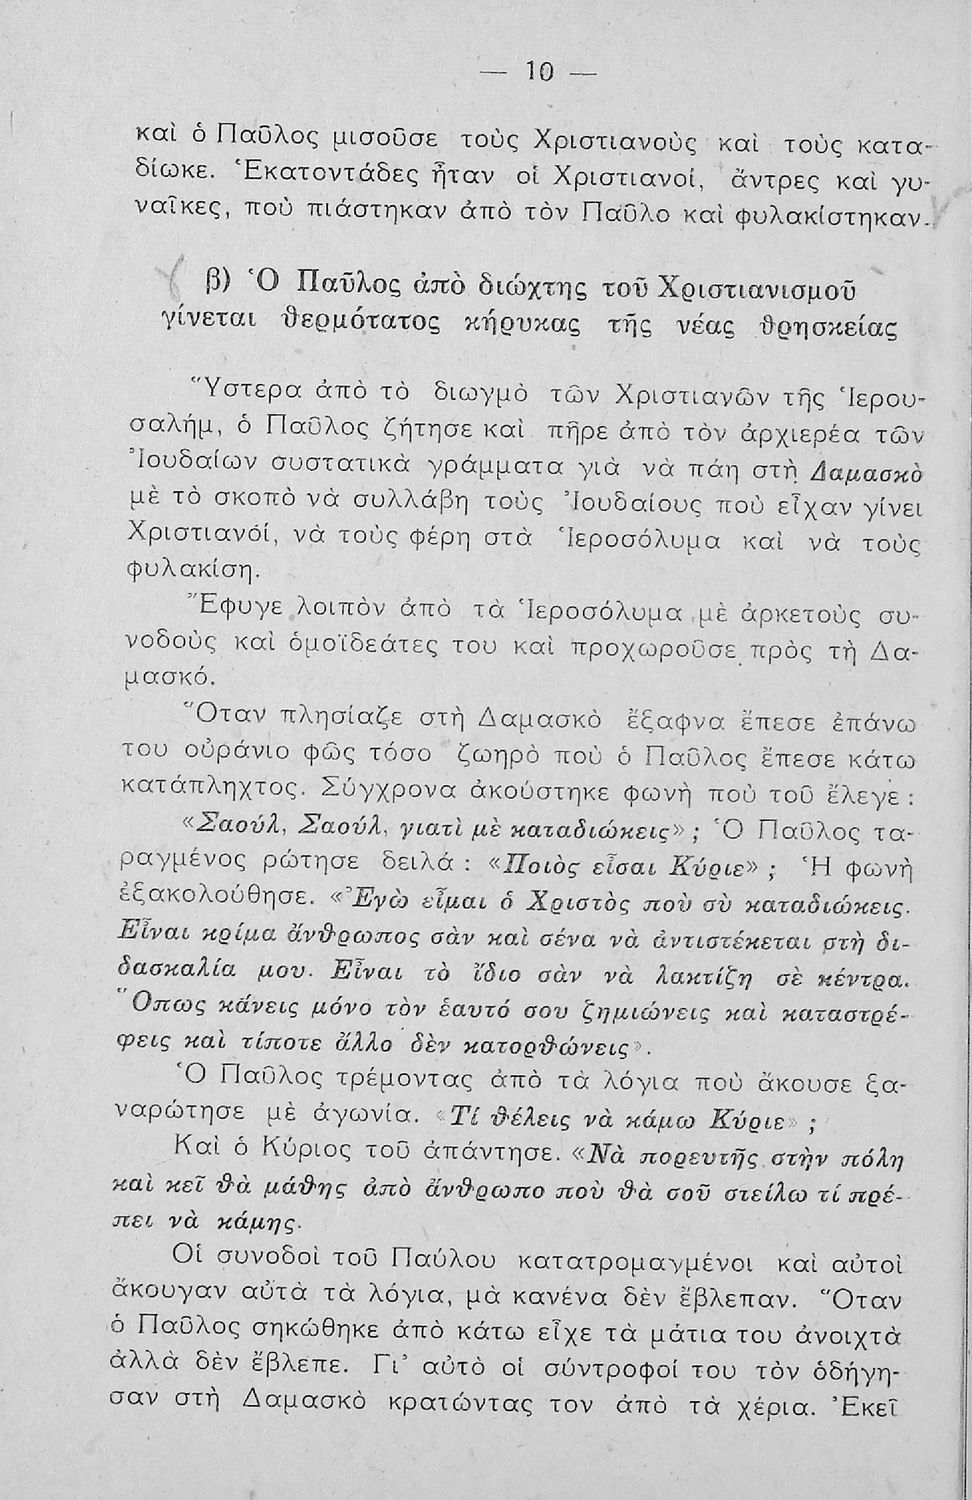 — 10 —
καὶ ὁ Παῦλος μισοῦσε τοὺς Χριστιανοὺς καὶ τοὺς κατα-
δίωκε. Ἑκατοντάδες ἦταν οἱ Χριστιανοί, ἄντρες καὶ γυ-
ναῖκες, ποὺ πιάστηκαν ἀπὸ τὸν Παῦλο καὶ φυλακίστηκαν.
β) Ὁ Παῦλος ἀπὸ διώχτης τοῦ Χριστιανισμοῦ
γίνεται θερμότατος κήρυκας τῆς νέας θρησκείας
Ὕστερα ἀπὸ τὸ διωγμὸ τῶν Χριστιανῶν τῆς Ἱερου-
σαλήμ, ὁ Παῦλος ζήτησε καὶ πῆρε ἀπὸ τὸν ἀρχιερέα τῶν
Ἰουδαίων συστατικὰ γράμματα γιὰ νὰ πάη στὴ Δαμασκὸ
μὲ τὸ σκοπὸ νὰ συλλάβη τοὺς Ἰουδαίους ποὺ εἶχαν γίνει
Χριστιανοί, νὰ τοὺς φέρη στὰ Ἱεροσόλυμα καὶ νὰ τοὺς
φυλακίση.
Ἔφυγε λοιπὸν ἀπὸ τὰ Ἱεροσόλυμα μὲ ἀρκετοὺς συ-
νοδοὺς καὶ ὁμοϊδεάτες του καὶ προχωροῦσε πρὸς τὴ Δα-
μασκό.
Ὅταν πλησίαζε στὴ Δαμασκὸ ἔξαφνα ἔπεσε ἐπάνω
του οὐράνιο φῶς τόσο ζωηρὸ ποὺ ὁ Παῦλος ἔπεσε κάτω
κατάπληχτος. Σύγχρονα ἀκούστηκε φωνὴ ποὺ τοῦ ἔλεγε :
«Σαούλ, Σαούλ, γιατὶ μὲ καταδιώκεις» ; Ὁ Παῦλος τα-
ραγμένος ρώτησε δειλά : «Ποιὸς εἶσαι Κύριε» ; Ἡ φωνὴ
ἐξακολούθησε. «Ἐγὼ εἶμαι ὁ Χριστὸς ποὺ σὺ καταδιώκεις.
Εἶναι κρίμα ἄνθρωπος σὰν καὶ σένα νὰ ἀντιστέκεται στὴ δι-
δασκαλία μου. Εἶναι τὸ ἴδιο σὰν νὰ λακτίζη σὲ κέντρα.
Ὅπως κάνεις μόνο τὸν ἑαυτό σου ζημιώνεις καὶ καταστρέ-
φεις καὶ τίποτε ἄλλο δὲν κατορθώνεις».
Ὁ Παῦλος τρέμοντας ἀπὸ τὰ λόγια ποὺ ἄκουσε ξα-
ναρώτησε μὲ ἀγωνία. «Τί θέλεις νὰ κάμω Κύριε» ;
Καὶ ὁ Κύριος τοῦ ἀπάντησε. «Νὰ πορευτῆς στὴν πόλη
καὶ κεῖ θὰ μάθης ἀπὸ ἄνθρωπο ποὺ θὰ σοῦ στείλω τί πρέ-
πει νὰ κάμης.
Οἱ συνοδοὶ τοῦ Παύλου κατατρομαγμένοι καὶ αὐτοὶ
ἄκουγαν αὐτὰ τὰ λόγια, μὰ κανένα δὲν ἔβλεπαν. Ὅταν
ὁ Παῦλος σηκώθηκε ἀπὸ κάτω εἶχε τὰ μάτια του ἀνοιχτὰ
ἀλλὰ δὲν ἔβλεπε. Γι' αὐτὸ οἱ σύντροφοί του τὸν ὁδήγη-
σαν στὴ Δαμασκὸ κρατώντας τον ἀπὸ τὰ χέρια. Ἐκεῖ